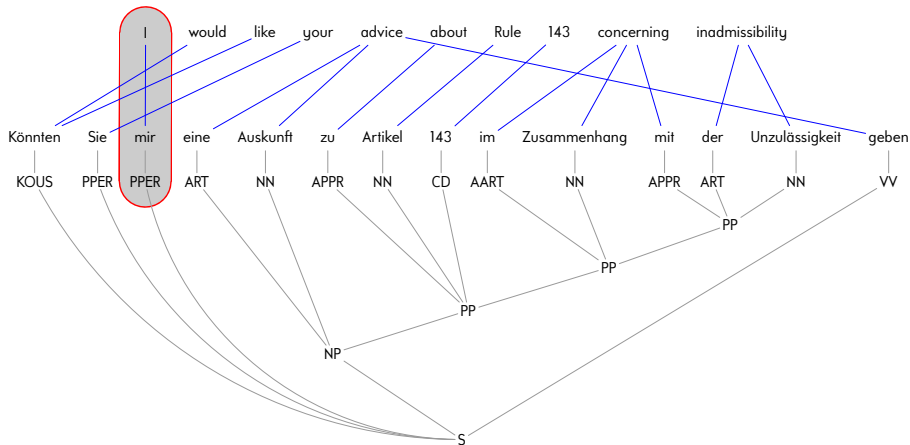 I would like your advice about Rule 143 concerning inadmissibility
Könnten Sie mir eine Auskunft zu Artikel 143 im Zusammenhang mit der Unzulässigkeit geben
KOUS PPER PPER ART NN APPR NN CD AART NN APPR ART NN VV
PP
PP
PP
NP
S